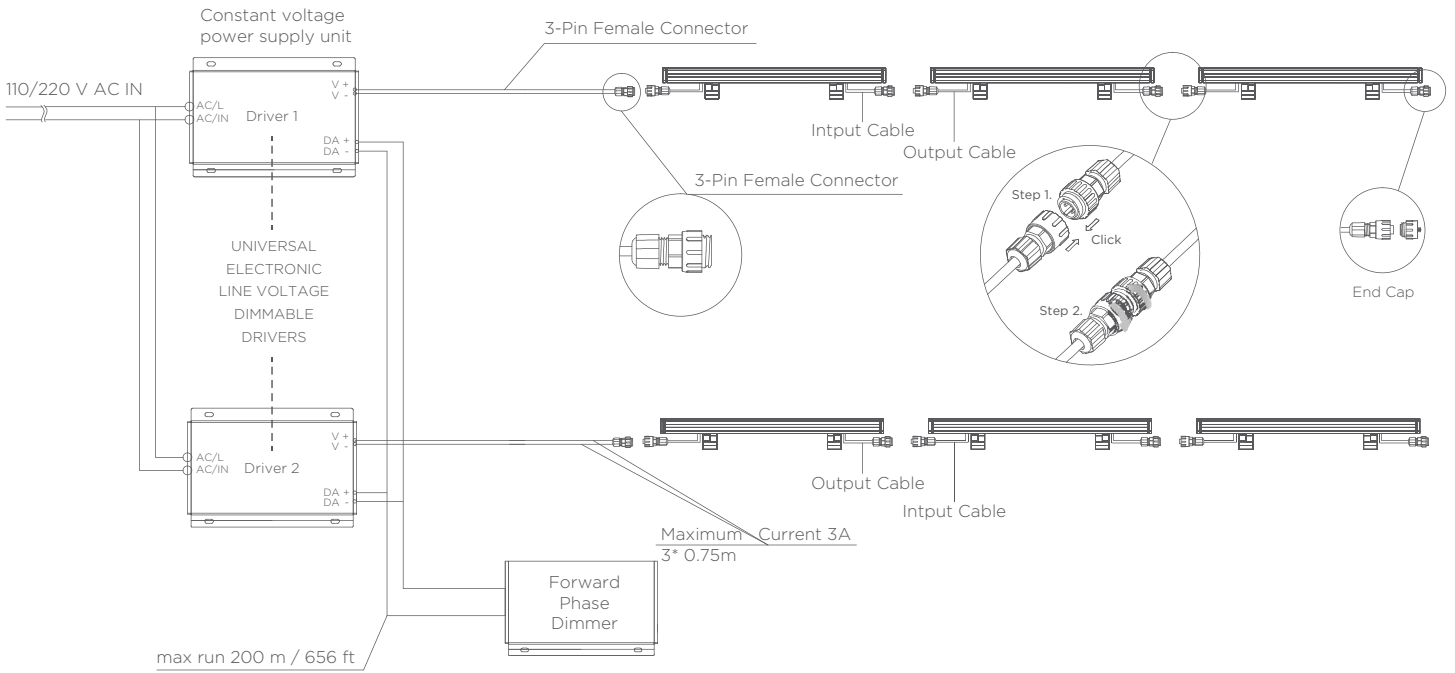 Constant voltage
power supply unit
3-Pin Female Connector
110/220 V AC IN
AC/L
AC/IN
Driver 1
V +
V -
DA +
DA -
Intput Cable
Output Cable
3-Pin Female Connector
Step 1.
Click
Step 2.
End Cap
UNIVERSAL
ELECTRONIC
LINE VOLTAGE
DIMMABLE
DRIVERS
AC/L
AC/IN
Driver 2
V +
V -
DA +
DA -
Output Cable
Intput Cable
Maximum Current 3A
3* 0.75m
Forward
Phase
Dimmer
max run 200 m / 656 ft